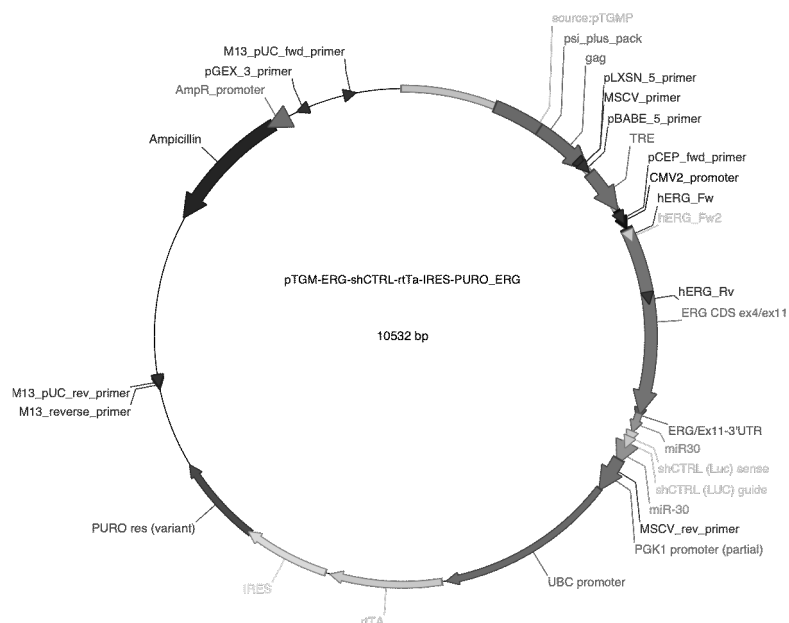 source:pTGMP
psi_plus_pack
gag
pLXSN_5_primer
MSCV_primer
pBABE_5_primer
TRE
pCEP_fwd_primer
CMV2_promoter
hERG_Fw
hERG_Fw2
hERG_Rv
ERG CDS ex4/ex11
ERG/Ex11-3'UTR
miR30
shCTRL (Luc) sense
shCTRL (LUC) guide
miR-30
MSCV_rev_primer
PGK1 promoter (partial)
UBC promoter
rtTA
IRES
PURO res (variant)
M13_reverse_primer
M13_pUC_rev_primer
Ampicillin
AmpR_promoter
pGEX_3_primer
M13_pUC_fwd_primer
pTGM-ERG-shCTRL-rtTa-IRES-PURO_ERG
10532 bp